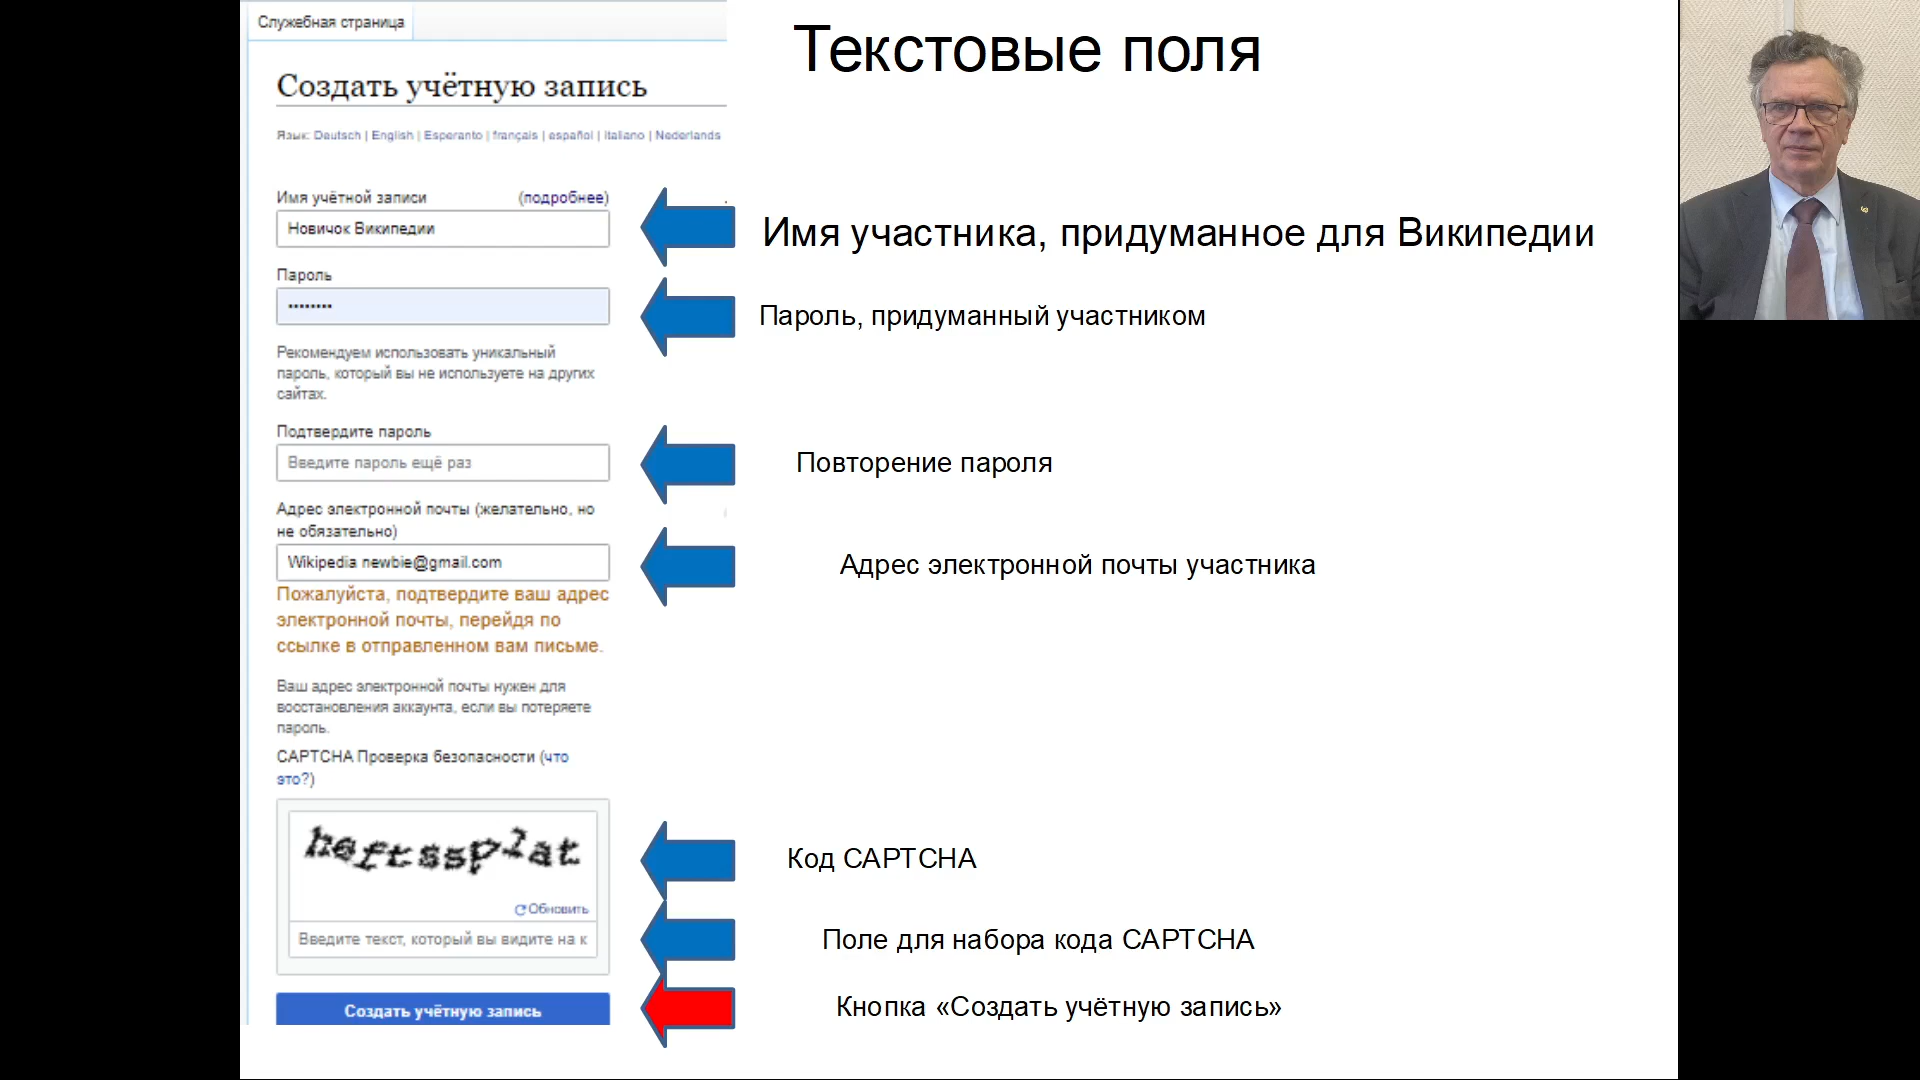 Служебная страница
Текстовые поля
Создать учётную запись
Язык: Deutsch | English | Esperanto | français | español | italiano | Nederlands
Имя учётной записи (подробнее)
Новичок Википедии
Имя участника, придуманное для Википедии
Пароль
••••••••
Пароль, придуманный участником
Рекомендуем использовать уникальный
пароль, который вы не используете на других
сайтах.
Подтвердите пароль
Введите пароль ещё раз
Повторение пароля
Адрес электронной почты (желательно, но
не обязательно)
Wikipedia newbie@gmail.com
Адрес электронной почты участника
Пожалуйста, подтвердите ваш адрес
электронной почты, перейдя по
ссылке в отправленном вам письме.
Ваш адрес электронной почты нужен для
восстановления аккаунта, если вы потеряете
пароль.
CAPTCHA Проверка безопасности (что
это?)
heftssplat
Код CAPTCHA
Обновить
Введите текст, который вы видите на к
Поле для набора кода CAPTCHA
Создать учётную запись
Кнопка «Создать учётную запись»